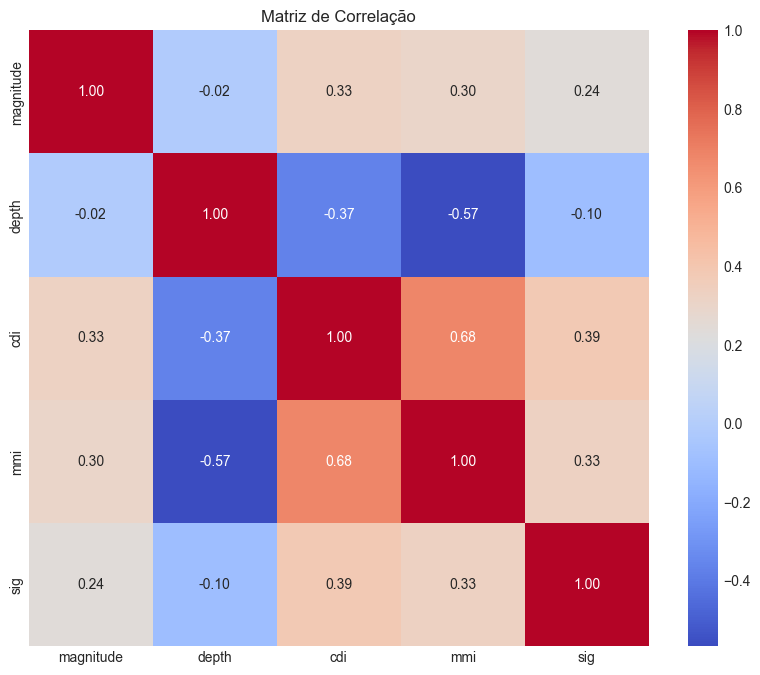 Matriz de Correlação
magnitude 1.00 -0.02 0.33 0.30 0.24
depth -0.02 1.00 -0.37 -0.57 -0.10
cdi 0.33 -0.37 1.00 0.68 0.39
mmi 0.30 -0.57 0.68 1.00 0.33
sig 0.24 -0.10 0.39 0.33 1.00
magnitude depth cdi mmi sig
1.0
0.8
0.6
0.4
0.2
0.0
−0.2
−0.4